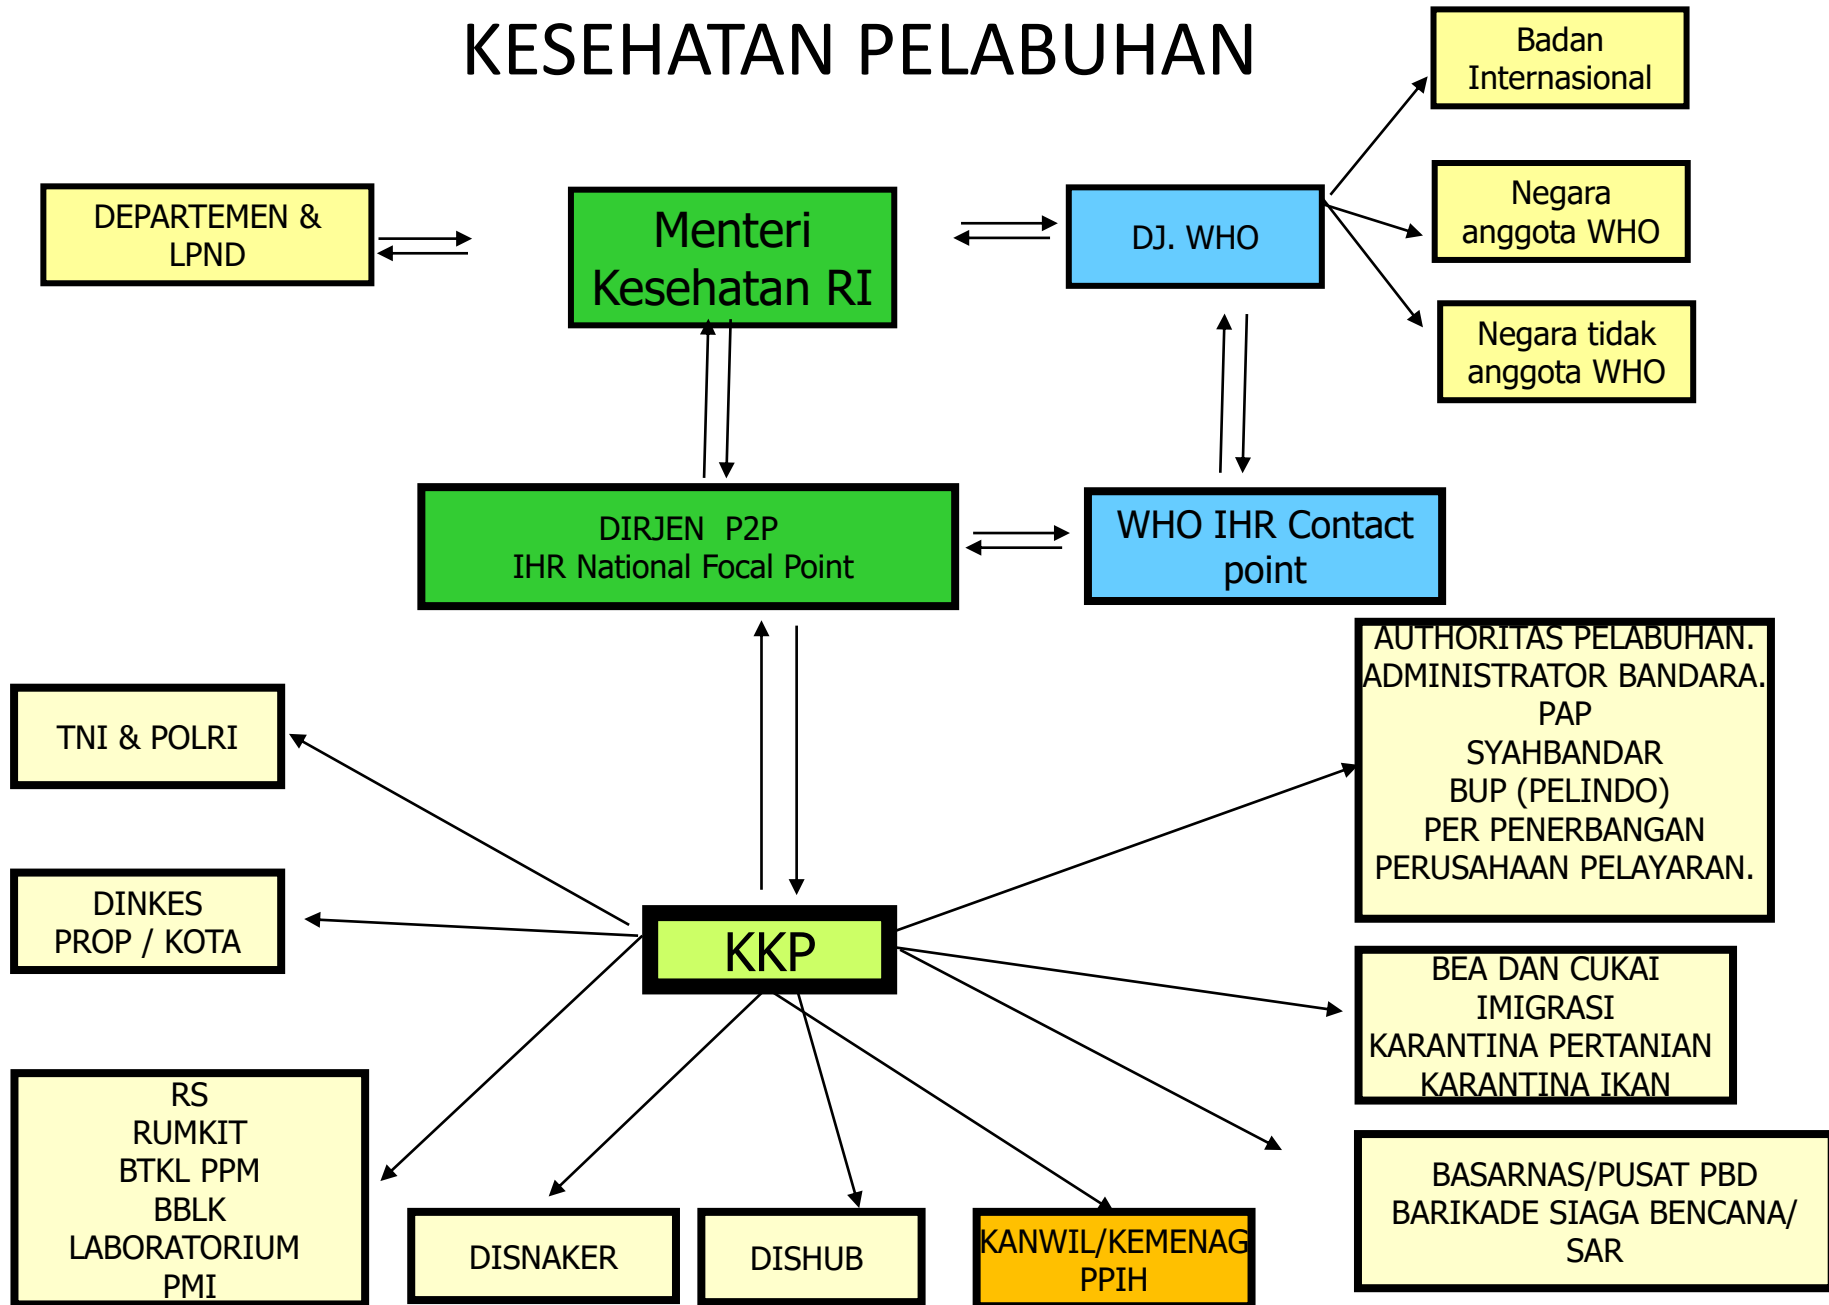 KESEHATAN PELABUHAN
Badan
Internasional
DEPARTEMEN &
LPND
Menteri
Kesehatan RI
DJ. WHO
Negara
anggota WHO
Negara tidak
anggota WHO
DIRJEN P2P
IHR National Focal Point
WHO IHR Contact
point
TNI & POLRI
AUTHORITAS PELABUHAN.
ADMINISTRATOR BANDARA.
PAP
SYAHBANDAR
BUP (PELINDO)
PER PENERBANGAN
PERUSAHAAN PELAYARAN.
DINKES
PROP / KOTA
KKP
BEA DAN CUKAI
IMIGRASI
KARANTINA PERTANIAN
KARANTINA IKAN
RS
RUMKIT
BTKL PPM
BBLK
LABORATORIUM
PMI
DISNAKER
DISHUB
KANWIL/KEMENAG
PPIH
BASARNAS/PUSAT PBD
BARIKADE SIAGA BENCANA/
SAR